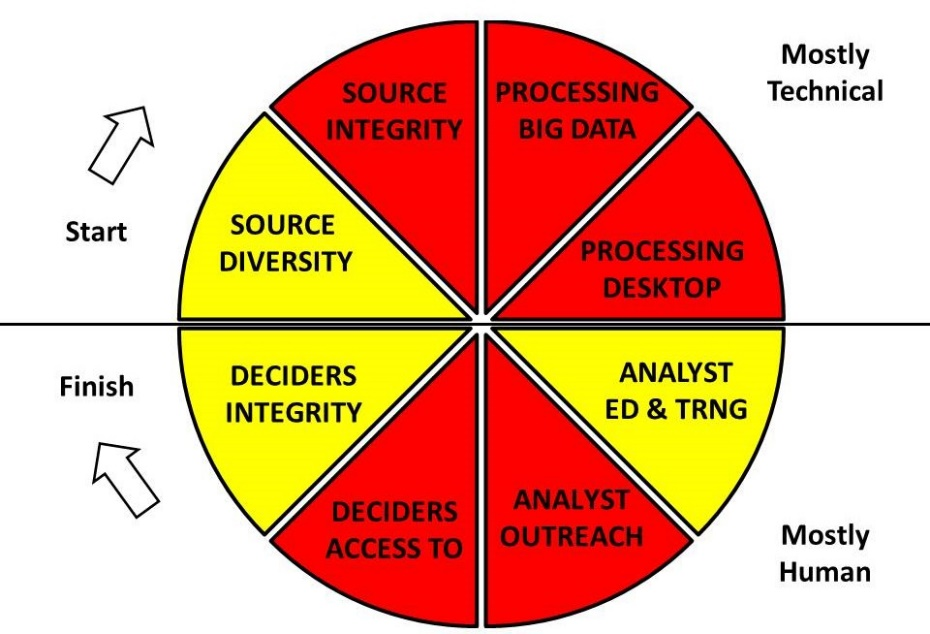 Mostly
Technical
SOURCE
INTEGRITY
PROCESSING
BIG DATA
Start
SOURCE
DIVERSITY
PROCESSING
DESKTOP
Finish
DECIDERS
INTEGRITY
ANALYST
ED & TRNG
DECIDERS
ACCESS TO
ANALYST
OUTREACH
Mostly
Human